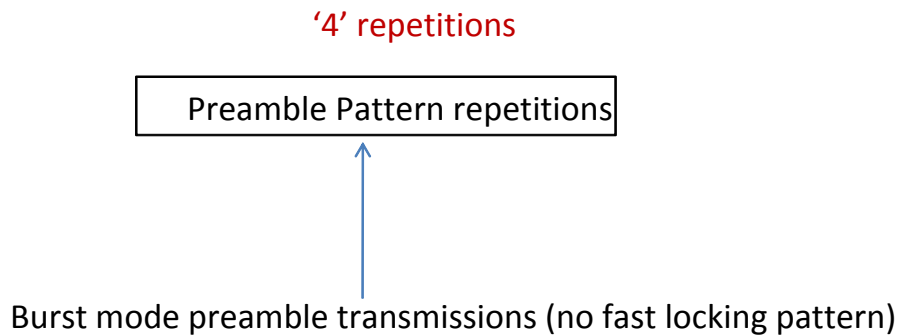 ‘4’ repetitions
Preamble Pattern repetitions
Burst mode preamble transmissions (no fast locking pattern)